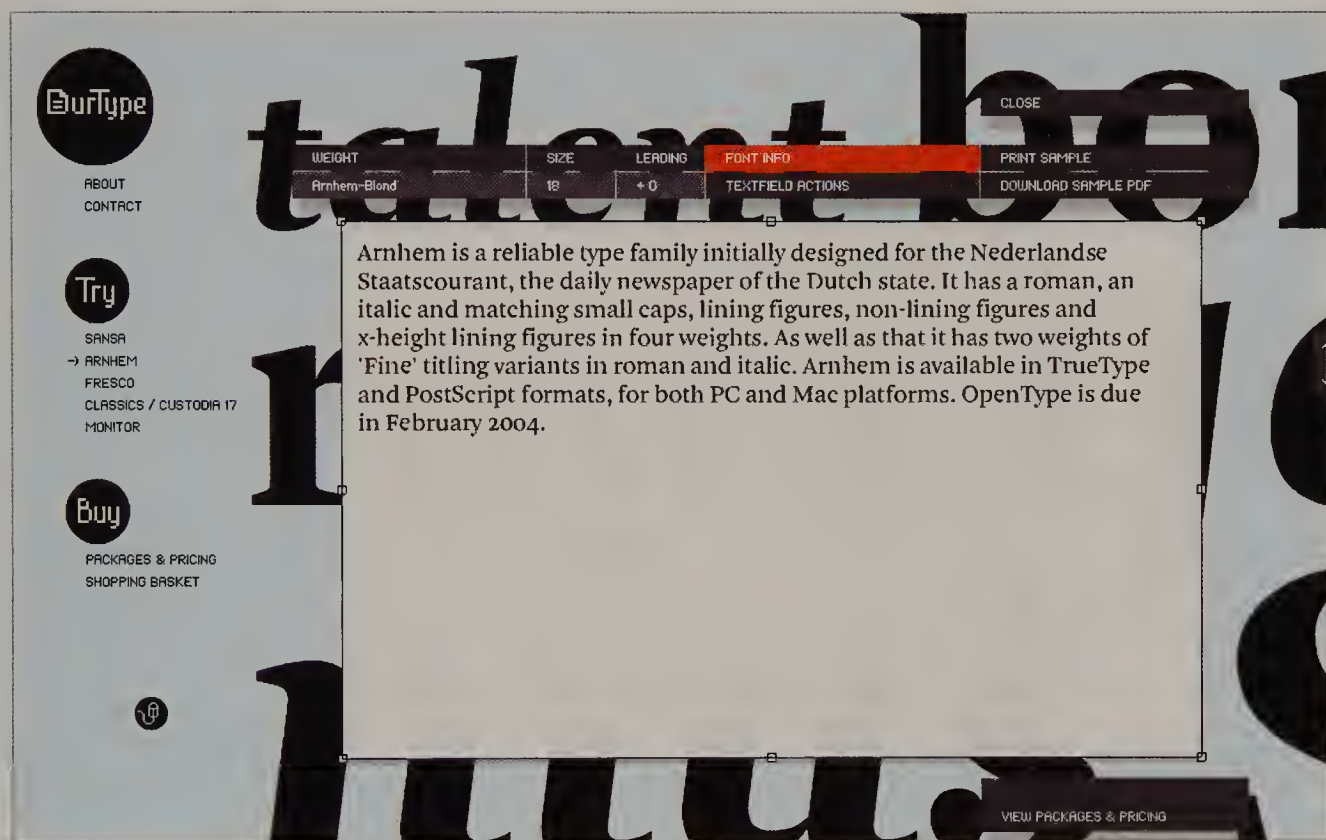 OurType
ABOUT
CONTACT
Try
SANSA
→ ARNHEM
FRESCO
CLASSICS / CUSTODIA 17
MONITOR
Buy
PACKAGES & PRICING
SHOPPING BASKET
talent
CLOSE
WEIGHT SIZE LEADING FONT INFO PRINT SAMPLE
Arnhem-Blond 18 + 0 TEXTFIELD ACTIONS DOWNLOAD SAMPLE PDF
Arnhem is a reliable type family initially designed for the Nederlandse
Staatscourant, the daily newspaper of the Dutch state. It has a roman, an
italic and matching small caps, lining figures, non-lining figures and
x-height lining figures in four weights. As well as that it has two weights of
'Fine' titling variants in roman and italic. Arnhem is available in TrueType
and PostScript formats, for both PC and Mac platforms. OpenType is due
in February 2004.
VIEW PACKAGES & PRICING